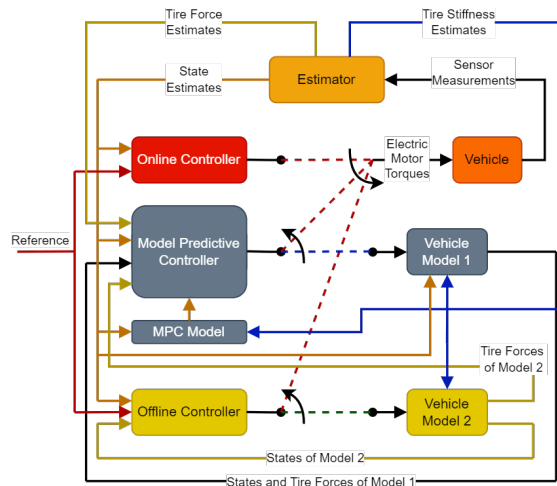 Tire Force
Estimates
Tire Stiffness
Estimates
State
Estimates
Estimator
Sensor
Measurements
Online Controller
Electric
Motor
Torques
Vehicle
Reference
Model Predictive
Controller
Vehicle
Model 1
MPC Model
Tire Forces
of Model 2
Offline Controller
Vehicle
Model 2
States of Model 2
States and Tire Forces of Model 1